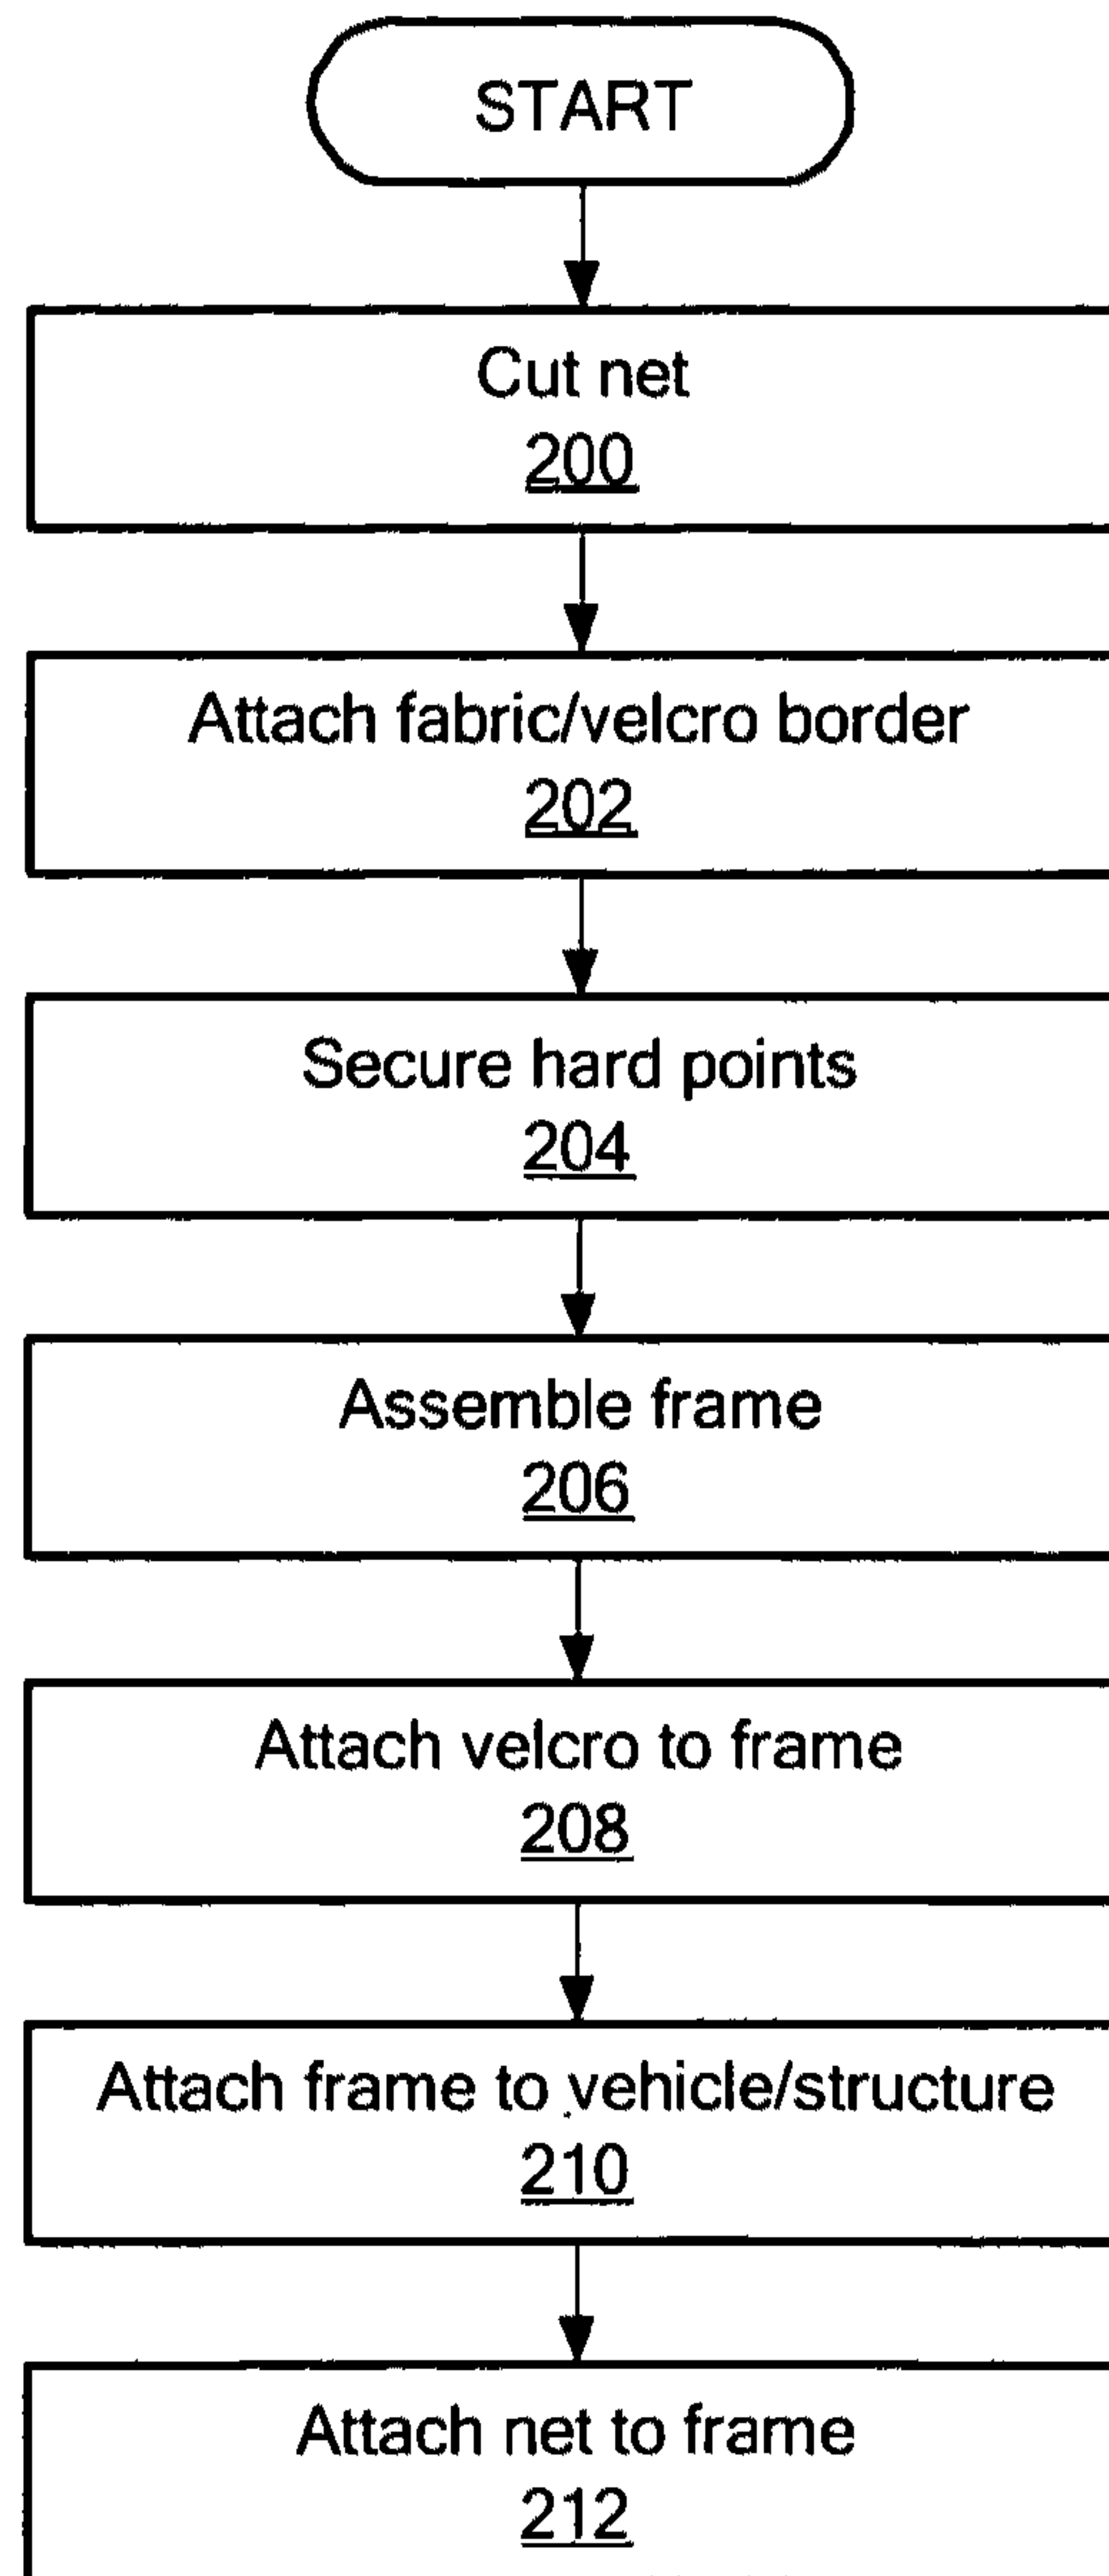 START
Cut net
200
Attach fabric/velcro border
202
Secure hard points
204
Assemble frame
206
Attach velcro to frame
208
Attach frame to vehicle/structure
210
Attach net to frame
212